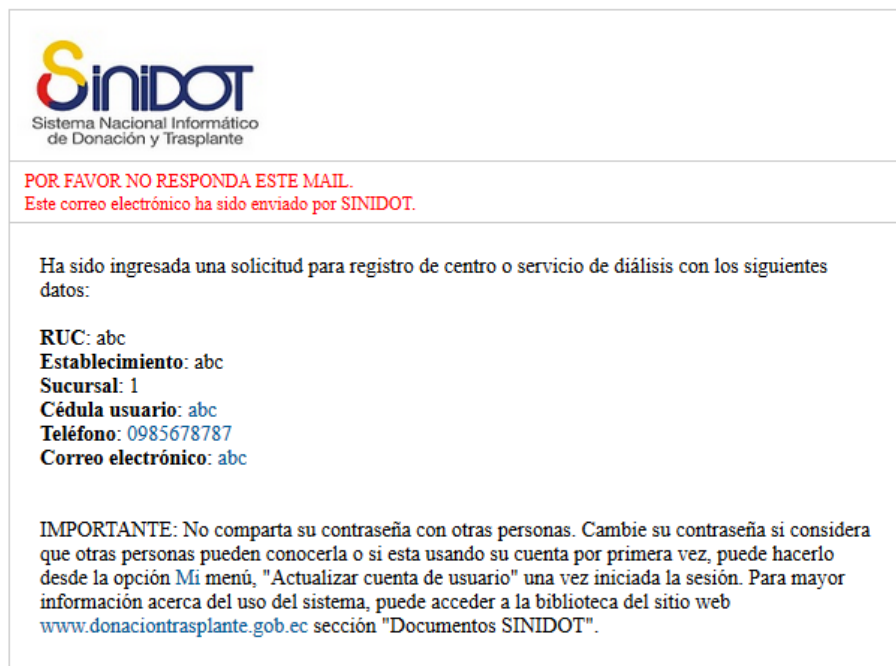 SINIDOT
Sistema Nacional Informático
de Donación y Trasplante
POR FAVOR NO RESPONDA ESTE MAIL.
Este correo electrónico ha sido enviado por SINIDOT.
Ha sido ingresada una solicitud para registro de centro o servicio de diálisis con los siguientes
datos:
RUC: abc
Establecimiento: abc
Sucursal: 1
Cédula usuario: abc
Teléfono: 0985678787
Correo electrónico: abc
IMPORTANTE: No comparta su contraseña con otras personas. Cambie su contraseña si considera
que otras personas pueden conocerla o si esta usando su cuenta por primera vez, puede hacerlo
desde la opción Mi menú, "Actualizar cuenta de usuario" una vez iniciada la sesión. Para mayor
información acerca del uso del sistema, puede acceder a la biblioteca del sitio web
www.donaciontrasplante.gob.ec sección "Documentos SINIDOT".